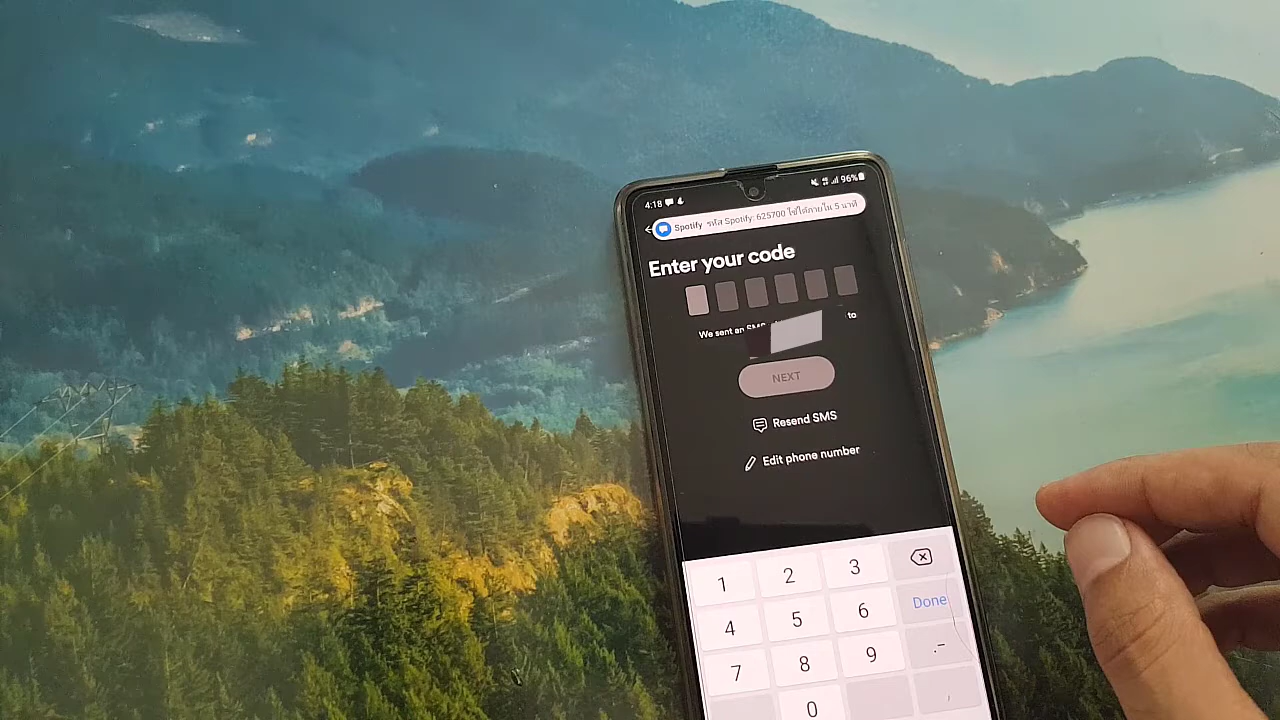 4:18 96%
Spotify รหัส Spotify: 625700 ใช้ได้ภายใน 5 นาที
Enter your code
We sent an SMS to
NEXT
Resend SMS
Edit phone number
1 2 3
4 5 6 Done
7 8 9 .-
0 ,